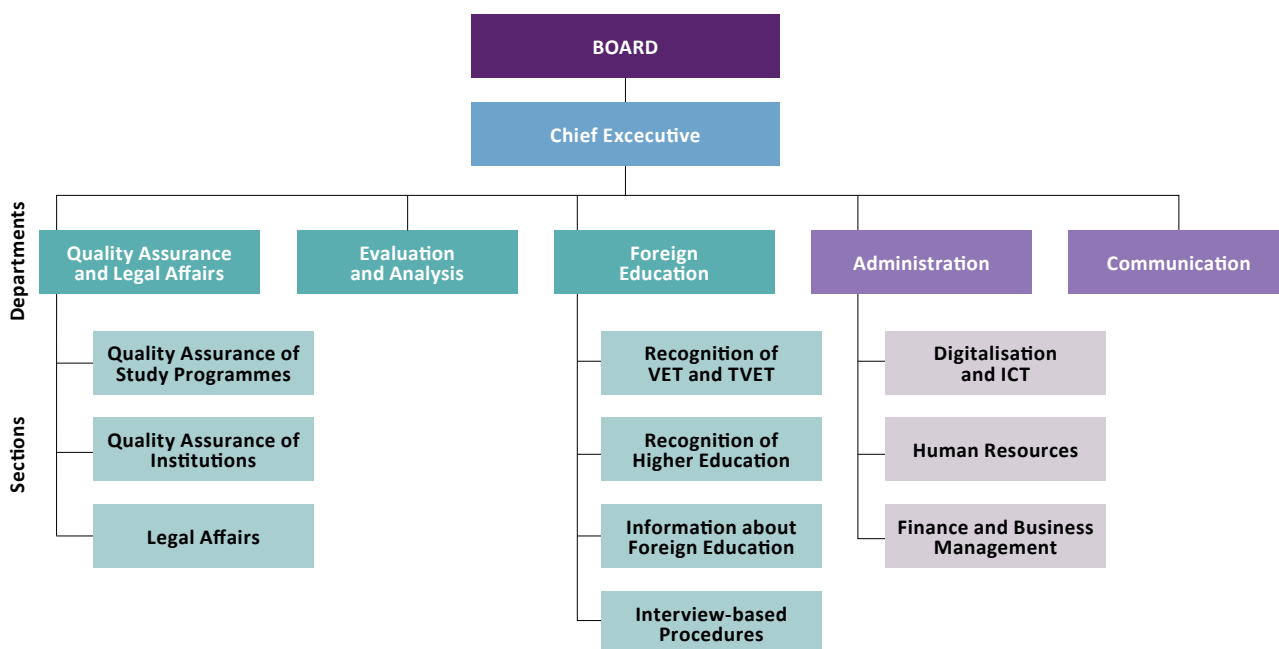 BOARD
Chief Excecutive
Departments
Quality Assurance
and Legal Affairs
Evaluation
and Analysis
Foreign
Education
Administration
Communication
Sections
Quality Assurance of
Study Programmes
Quality Assurance of
Institutions
Legal Affairs
Recognition of
VET and TVET
Recognition of
Higher Education
Information about
Foreign Education
Interview-based
Procedures
Digitalisation
and ICT
Human Resources
Finance and Business
Management